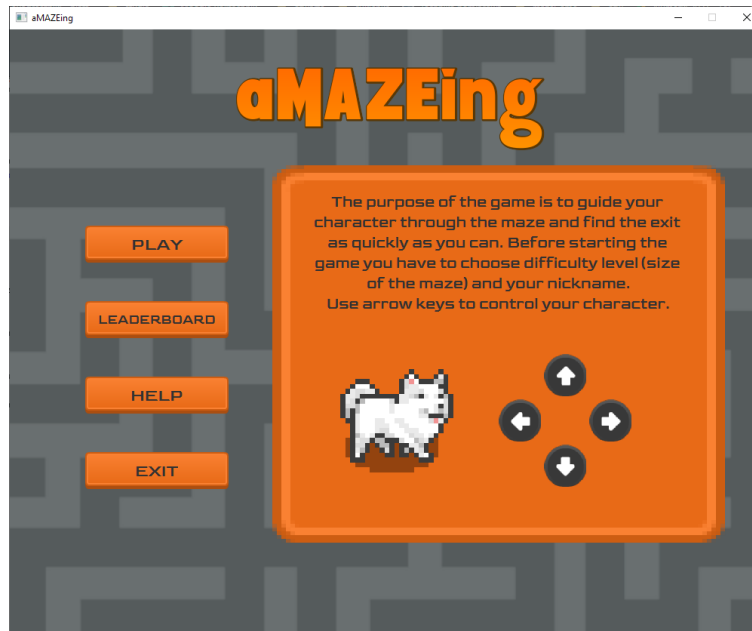 aMAZEing
aMAZEing
PLAY
LEADERBOARD
HELP
EXIT
The purpose of the game is to guide your
character through the maze and find the exit
as quickly as you can. Before starting the
game you have to choose difficulty level (size
of the maze) and your nickname.
Use arrow keys to control your character.